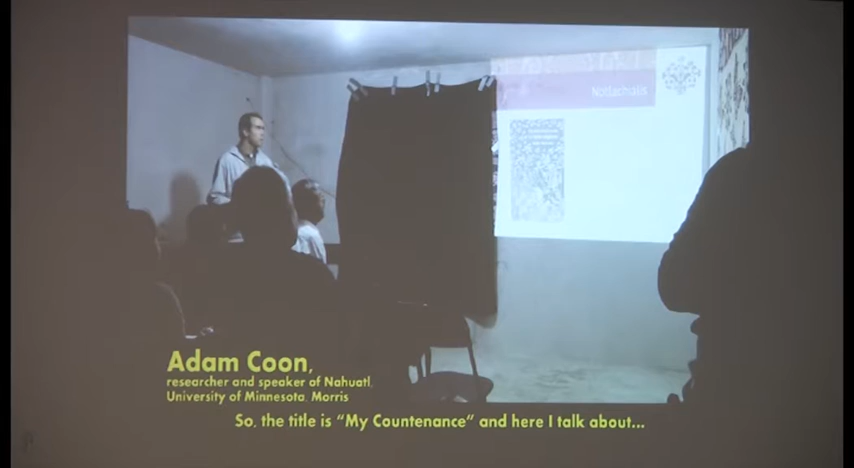 Adam Coon,
researcher and speaker of Nahuatl,
University of Minnesota, Morris
So, the title is "My Countenance" and here I talk about...